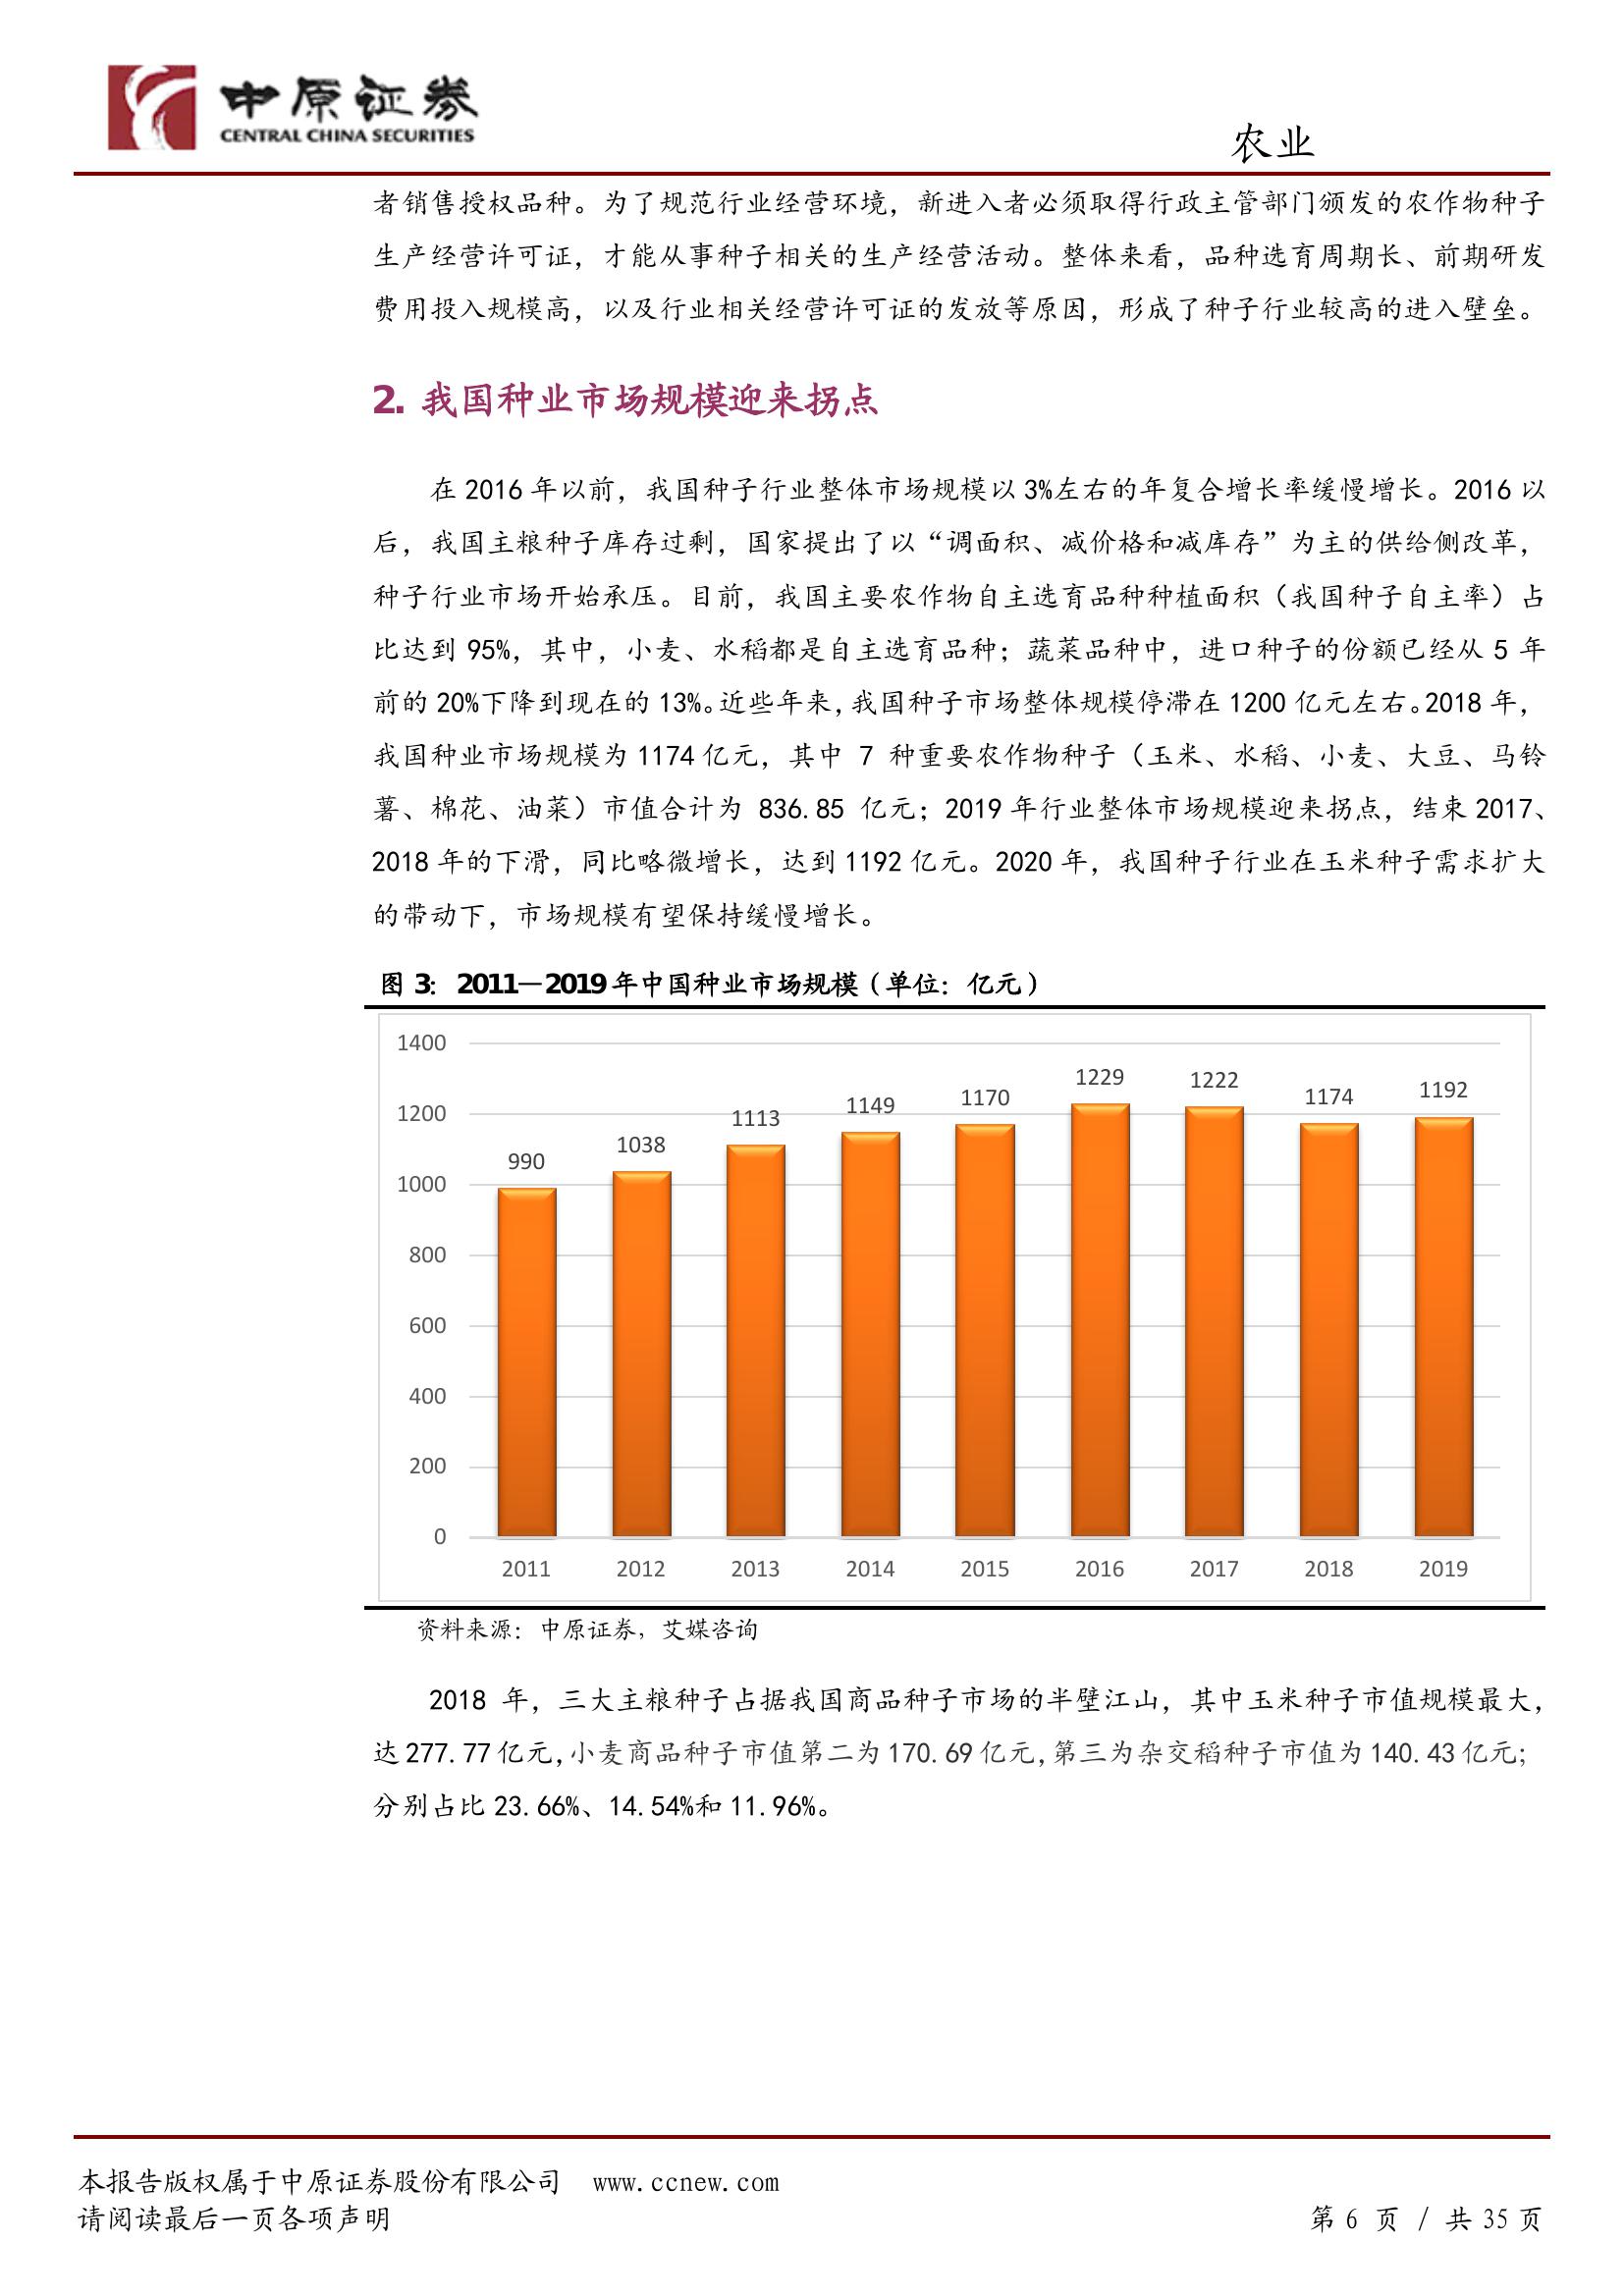 中原证券
CENTRAL CHINA SECURITIES
农业
者销售授权品种。为了规范行业经营环境，新进入者必须取得行政主管部门颁发的农作物种子
生产经营许可证，才能从事种子相关的生产经营活动。整体来看，品种选育周期长、前期研发
费用投入规模高，以及行业相关经营许可证的发放等原因，形成了种子行业较高的进入壁垒。
2. 我国种业市场规模迎来拐点
在 2016 年以前，我国种子行业整体市场规模以 3%左右的年复合增长率缓慢增长。2016 以
后，我国主粮种子库存过剩，国家提出了以“调面积、减价格和减库存”为主的供给侧改革，
种子行业市场开始承压。目前，我国主要农作物自主选育品种种植面积（我国种子自主率）占
比达到 95%，其中，小麦、水稻都是自主选育品种；蔬菜品种中，进口种子的份额已经从 5 年
前的 20%下降到现在的 13%。近些年来，我国种子市场整体规模停滞在 1200 亿元左右。2018 年，
我国种业市场规模为 1174 亿元，其中 7 种重要农作物种子（玉米、水稻、小麦、大豆、马铃
薯、棉花、油菜）市值合计为 836.85 亿元；2019 年行业整体市场规模迎来拐点，结束 2017、
2018 年的下滑，同比略微增长，达到 1192 亿元。2020 年，我国种子行业在玉米种子需求扩大
的带动下，市场规模有望保持缓慢增长。
图 3： 2011—2019 年中国种业市场规模（单位：亿元）
1400
1200
1000
800
600
400
200
0
990
1038
1113
1149
1170
1229
1222
1174
1192
2011
2012
2013
2014
2015
2016
2017
2018
2019
资料来源：中原证券，艾媒咨询
2018 年，三大主粮种子占据我国商品种子市场的半壁江山，其中玉米种子市值规模最大，
达 277.77 亿元，小麦商品种子市值第二为 170.69 亿元，第三为杂交稻种子市值为 140.43 亿元；
分别占比 23.66%、14.54%和 11.96%。
本报告版权属于中原证券股份有限公司 www.ccnew.com
请阅读最后一页各项声明
第 6 页 / 共 35 页